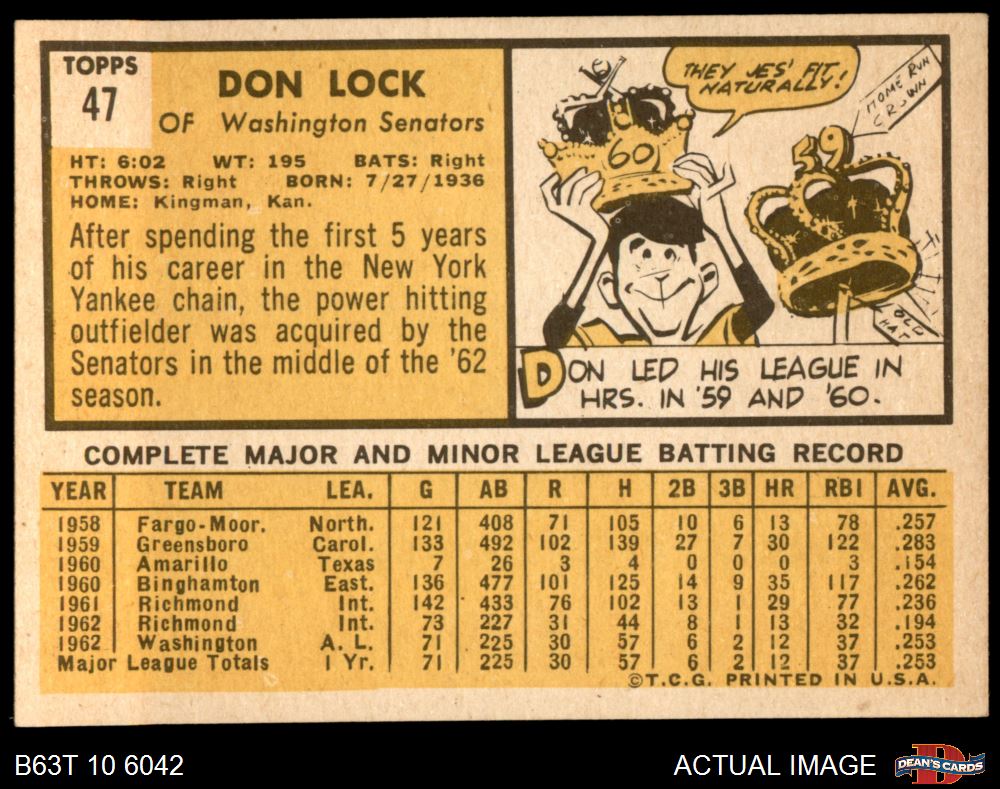 TOPPS
47
DON LOCK
OF Washington Senators
HT: 6:02 WT: 195 BATS: Right
THROWS: Right BORN: 7/27/1936
HOME: Kingman, Kan.
After spending the first 5 years
of his career in the New York
Yankee chain, the power hitting
outfielder was acquired by the
Senators in the middle of the '62
season.
THEY JES' FIT
NATURALLY!
60
59
HOME RUN
CROWN
OLD
HAT
DON LED HIS LEAGUE IN
HRS. IN '59 AND '60.
COMPLETE MAJOR AND MINOR LEAGUE BATTING RECORD
YEAR TEAM LEA. G AB R H 2B 3B HR RBI AVG.
1958 Fargo-Moor. North. 121 408 71 105 10 6 13 78 .257
1959 Greensboro Carol. 133 492 102 139 27 7 30 122 .283
1960 Amarillo Texas 7 26 3 4 0 0 0 3 .154
1960 Binghamton East. 136 477 101 125 14 9 35 117 .262
1961 Richmond Int. 142 433 76 102 13 1 29 77 .236
1962 Richmond Int. 73 227 31 44 8 1 13 32 .194
1962 Washington A. L. 71 225 30 57 6 2 12 37 .253
Major League Totals 1 Yr. 71 225 30 57 6 2 12 37 .253
©T.C.G. PRINTED IN U.S.A.
B63T 10 6042
ACTUAL IMAGE
DEAN'S CARDS